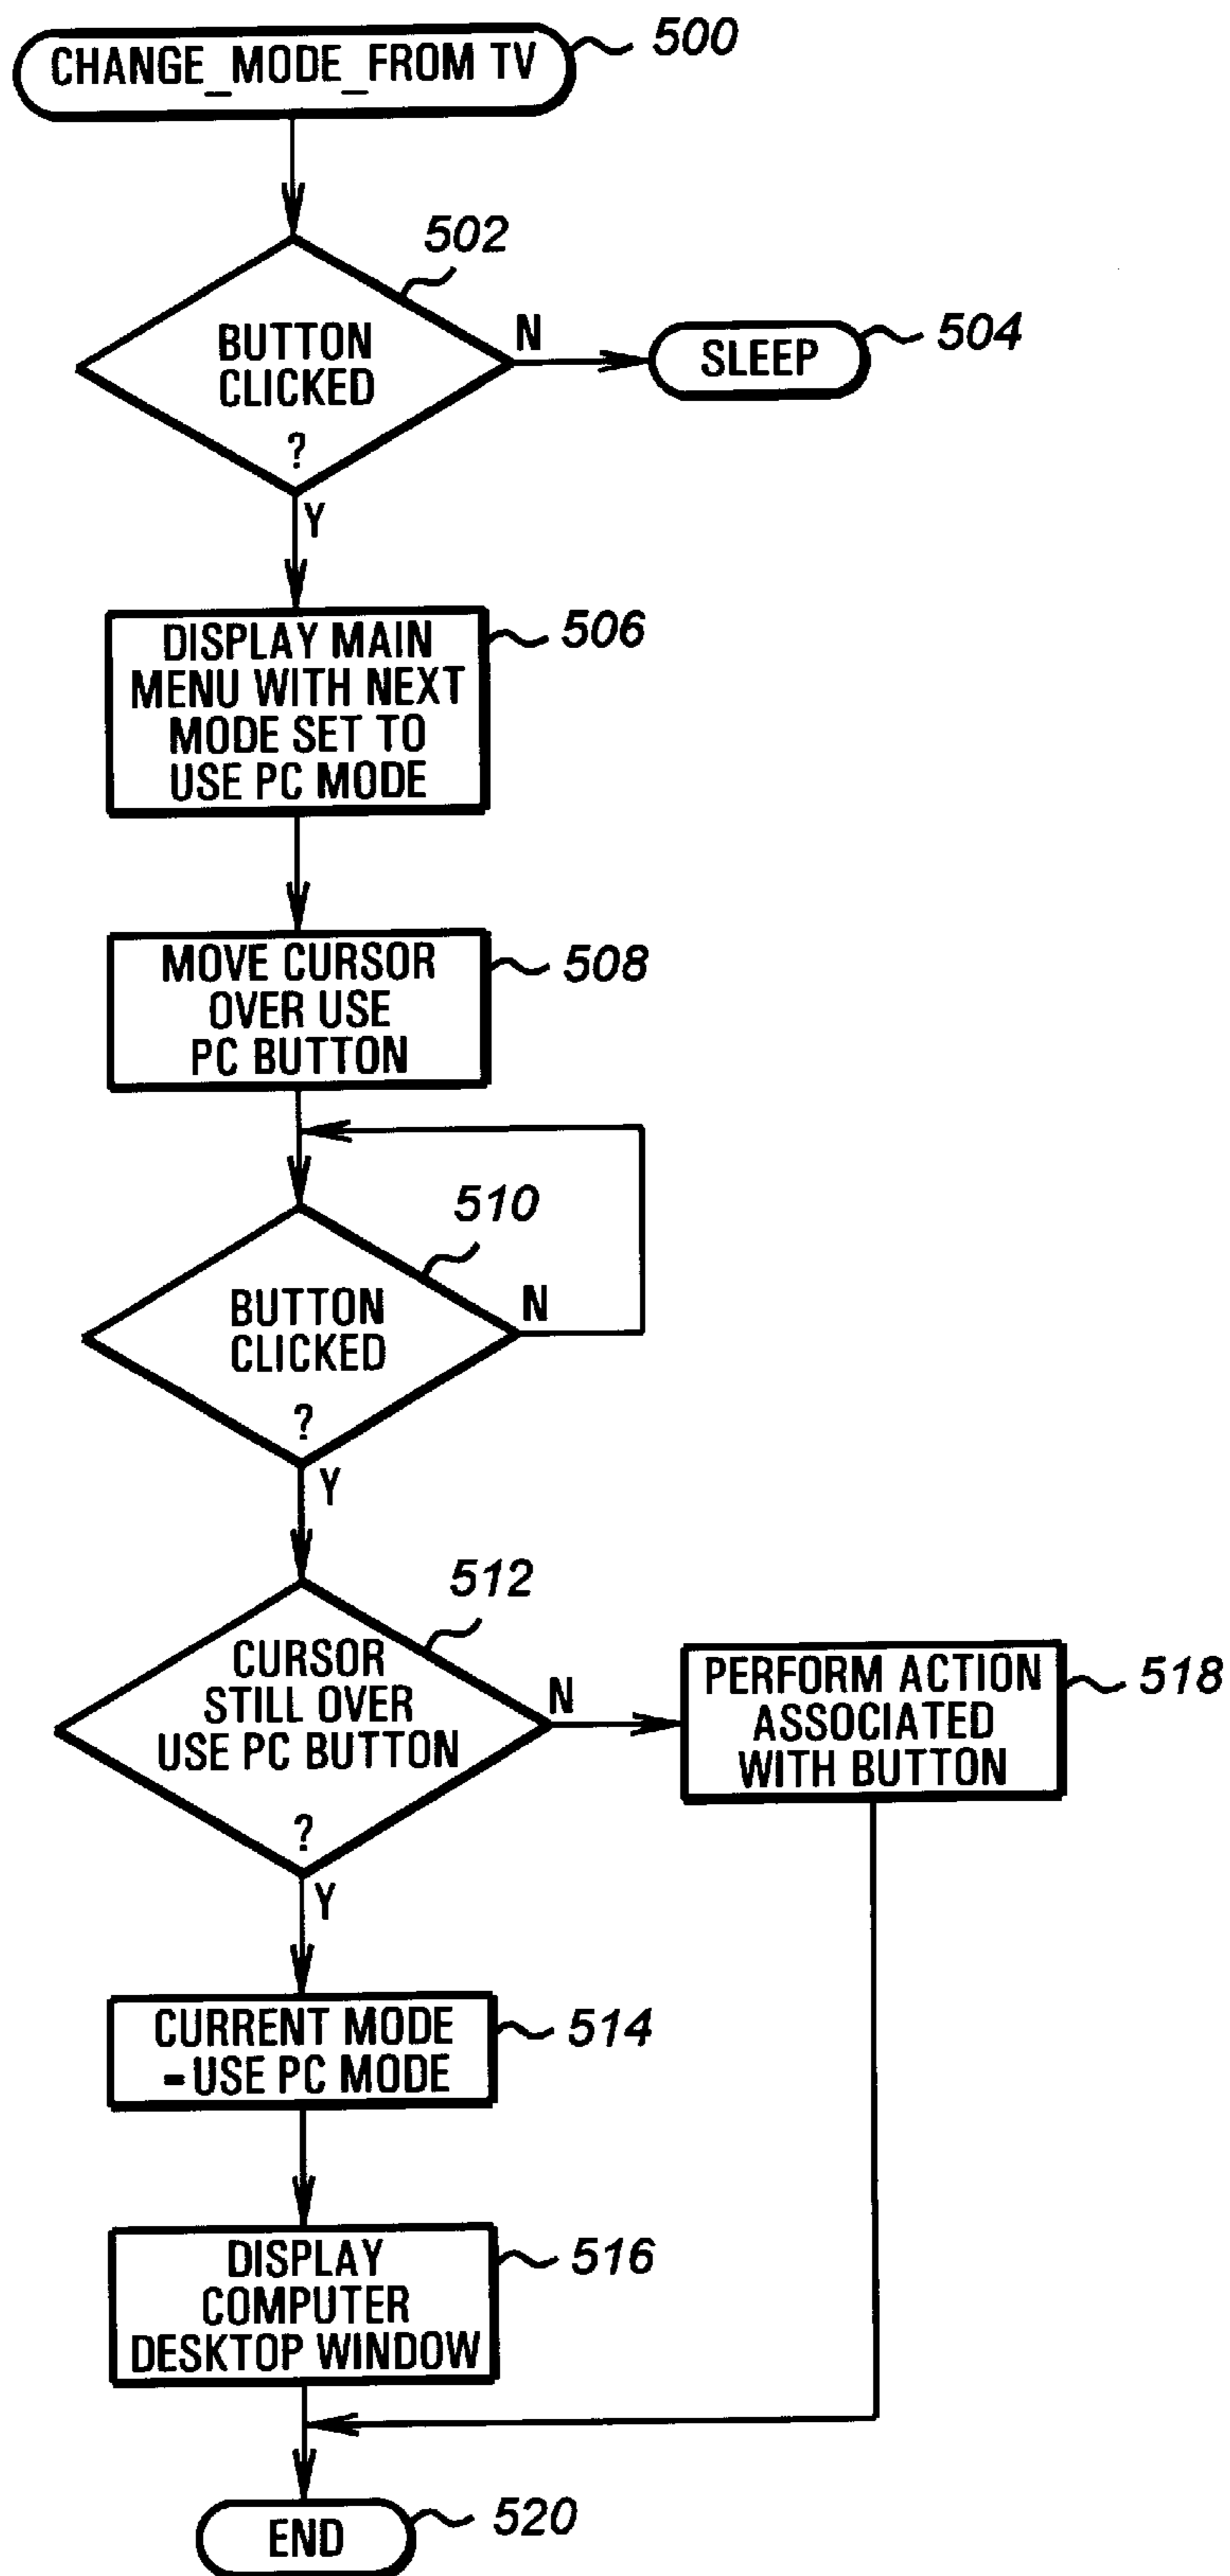 CHANGE_MODE_FROM TV
500
502
BUTTON
CLICKED
?
N
SLEEP
504
Y
DISPLAY MAIN
MENU WITH NEXT
MODE SET TO
USE PC MODE
506
MOVE CURSOR
OVER USE
PC BUTTON
508
510
BUTTON
CLICKED
?
N
Y
512
CURSOR
STILL OVER
USE PC BUTTON
?
N
PERFORM ACTION
ASSOCIATED
WITH BUTTON
518
Y
CURRENT MODE
=USE PC MODE
514
DISPLAY
COMPUTER
DESKTOP WINDOW
516
END
520